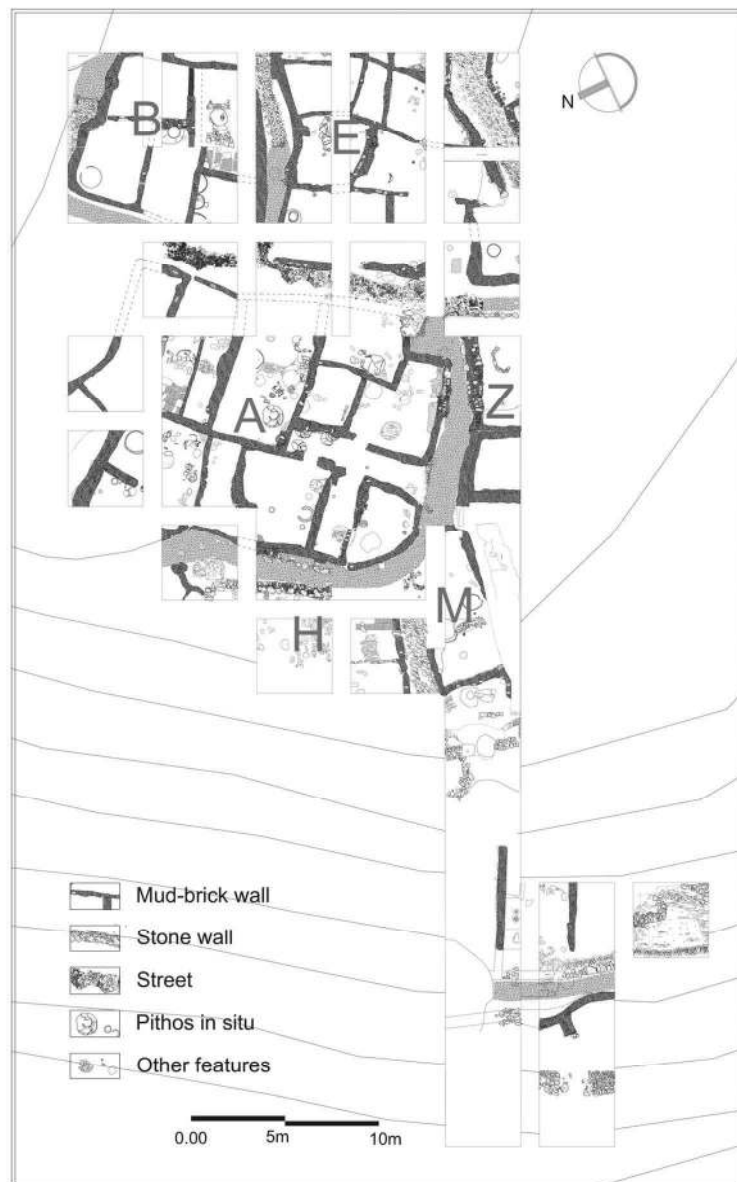 N
B
E
A
Z
M
H
Mud-brick wall
Stone wall
Street
Pithos in situ
Other features
0.00 5m 10m